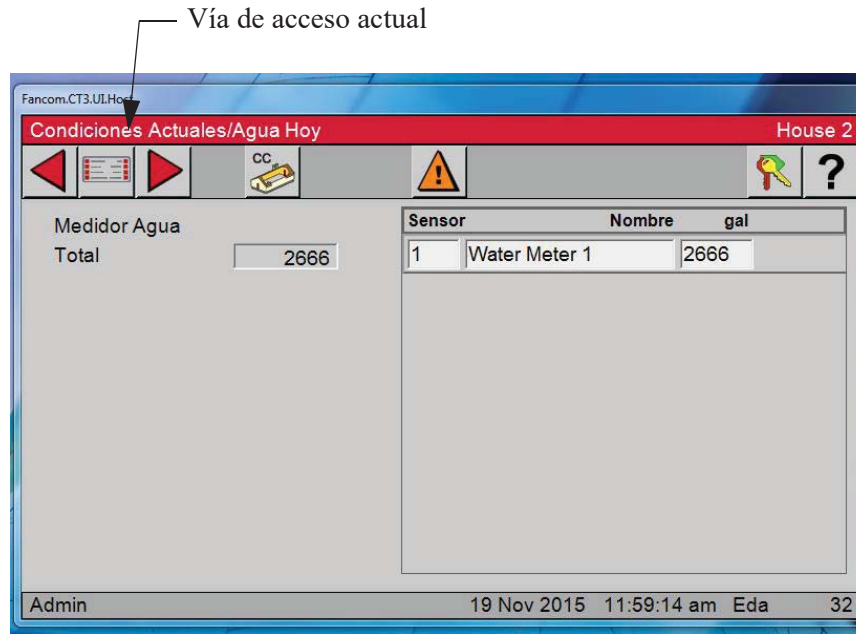 Vía de acceso actual
Fancom.CT3.UI.Host
Condiciones Actuales/Agua Hoy House 2
CC
?
Medidor Agua
Total 2666
Sensor Nombre gal
1 Water Meter 1 2666
Admin 19 Nov 2015 11:59:14 am Eda 32